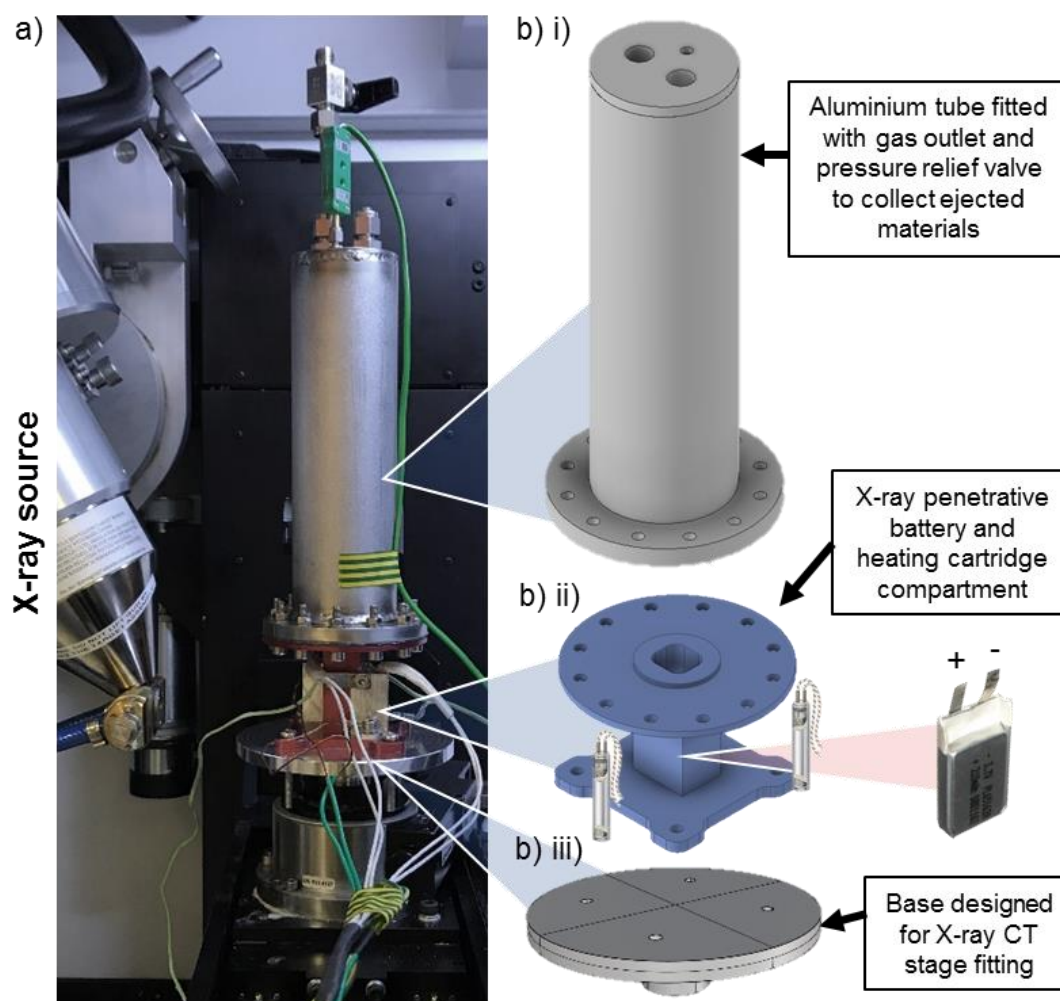 a)
X-ray source
b) i)
Aluminium tube fitted
with gas outlet and
pressure relief valve
to collect ejected
materials
X-ray penetrative
battery and
heating cartridge
compartment
b) ii)
+ -
b) iii)
Base designed
for X-ray CT
stage fitting